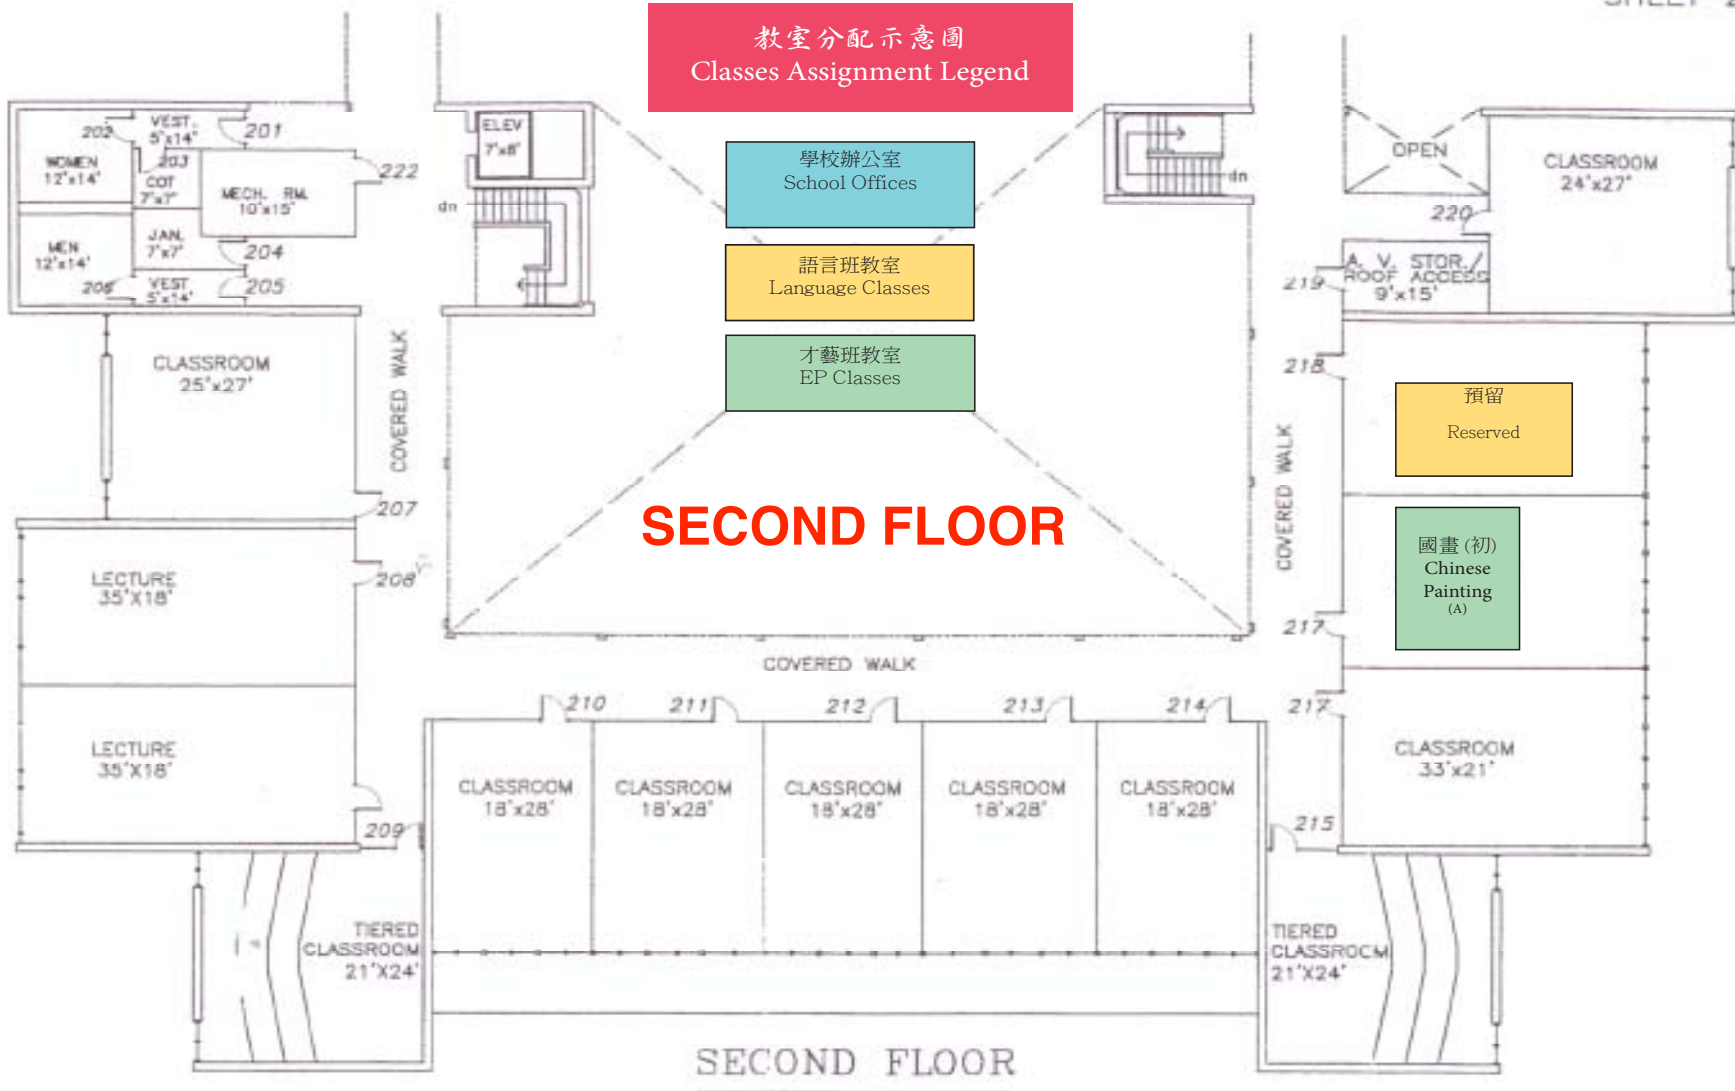 教室分配示意圖
Classes Assignment Legend
VEST.
5'x14'
201
202
203
WOMEN
12'x14'
COT
7'x7'
MECH. RM.
10'x15'
222
ELEV
7'x8'
dn
學校辦公室
School Offices
dn
OPEN
CLASSROOM
24'x27'
220
MEN
12'x14'
JAN.
7'x7'
204
206
VEST
5'x14'
205
語言班教室
Language Classes
A. V. STOR./
ROOF ACCESS
9'x15'
219
CLASSROOM
25'x27'
COVERED WALK
才藝班教室
EP Classes
218
預留
Reserved
207
SECOND FLOOR
COVERED WALK
國畫 (初)
Chinese
Painting
(A)
LECTURE
35'X18'
208
217
COVERED WALK
210
211
212
213
214
217
LECTURE
35'X18'
CLASSROOM
33'x21'
CLASSROOM
18'x28'
CLASSROOM
18'x28'
CLASSROOM
18'x28'
CLASSROOM
18'x28'
CLASSROOM
18'x28'
209
215
TIERED
CLASSROOM
21'X24'
TIERED
CLASSROOM
21'X24'
SECOND FLOOR